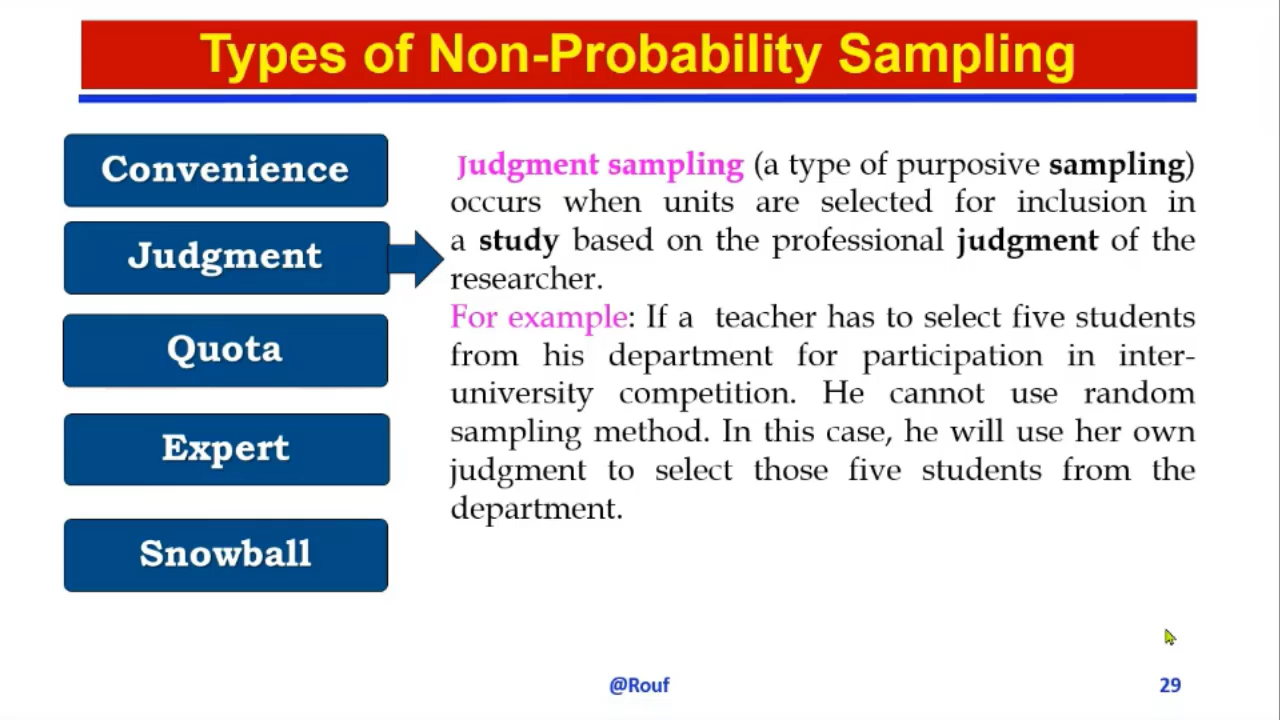 Types of Non-Probability Sampling
Convenience
Judgment
Quota
Expert
Snowball
Judgment sampling (a type of purposive sampling)
occurs when units are selected for inclusion in
a study based on the professional judgment of the
researcher.
For example: If a teacher has to select five students
from his department for participation in inter-
university competition. He cannot use random
sampling method. In this case, he will use her own
judgment to select those five students from the
department.
@Rouf
29